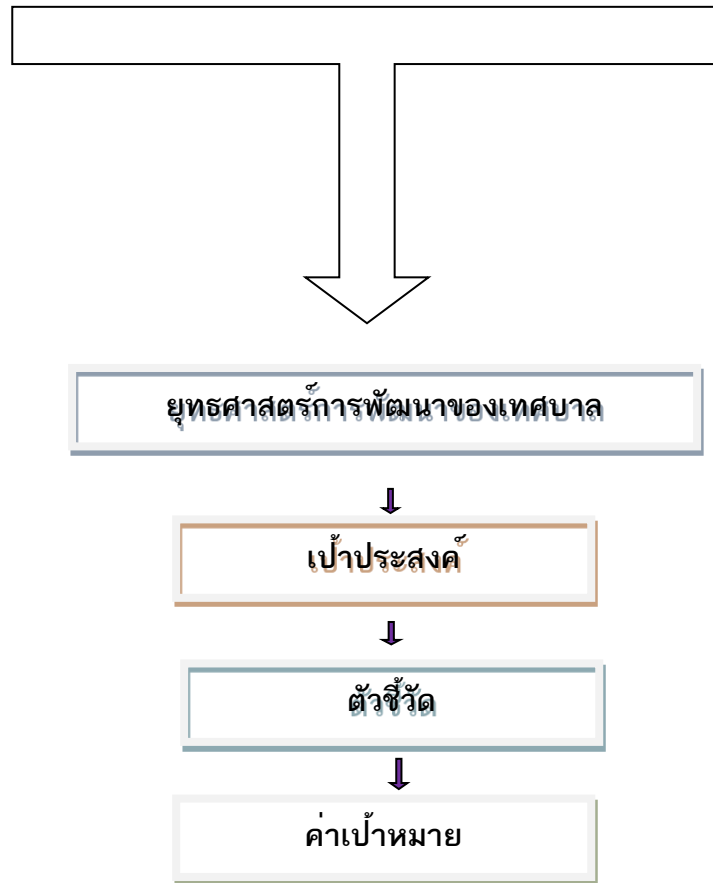 ยุทธศาสตร์การพัฒนาของเทศบาล
เป้าประสงค์
ตัวชี้วัด
ค่าเป้าหมาย